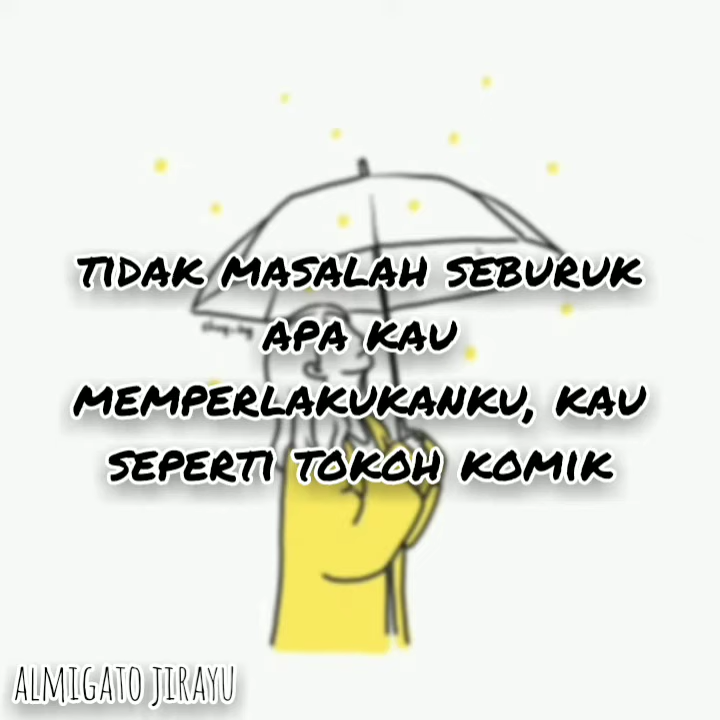 TIDAK MASALAH SEBURUK
APA KAU
MEMPERLAKUKANKU, KAU
SEPERTI TOKOH KOMIK
ALMIGATO JIRAYU